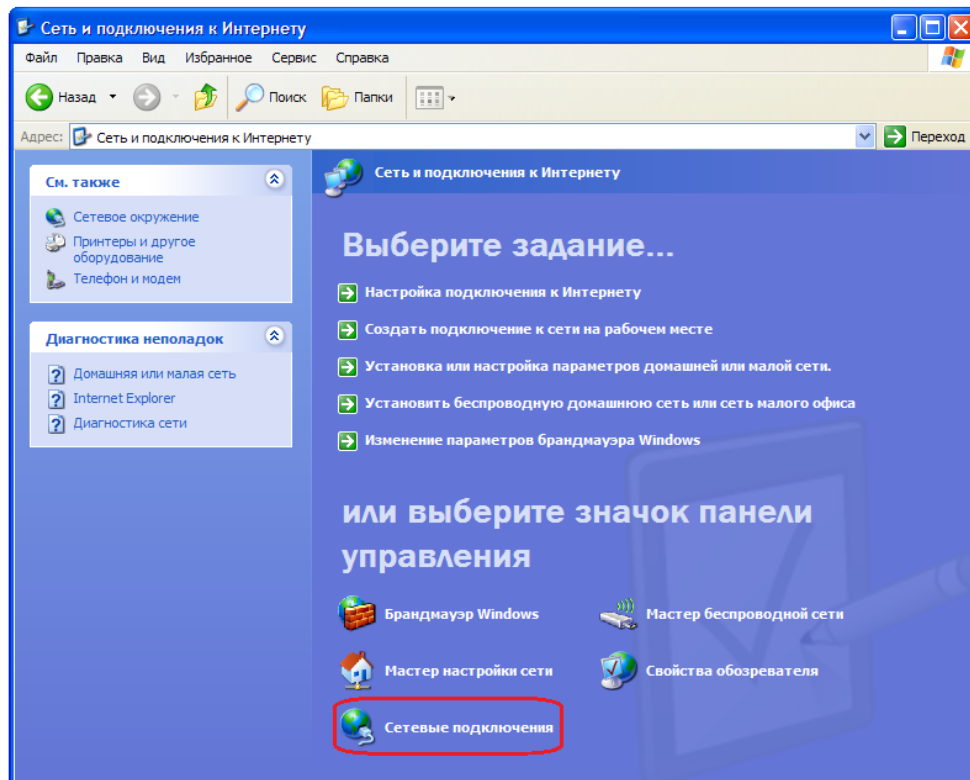 Сеть и подключения к Интернету
Файл Правка Вид Избранное Сервис Справка
Назад Поиск Папки
Адрес: Сеть и подключения к Интернету Переход
См. также
Сетевое окружение
Принтеры и другое
оборудование
Телефон и модем
Диагностика неполадок
Домашняя или малая сеть
Internet Explorer
Диагностика сети
Сеть и подключения к Интернету
Выберите задание...
Настройка подключения к Интернету
Создать подключение к сети на рабочем месте
Установка или настройка параметров домашней или малой сети.
Установить беспроводную домашнюю сеть или сеть малого офиса
Изменение параметров брандмауэра Windows
или выберите значок панели
управления
Брандмауэр Windows
Мастер беспроводной сети
Мастер настройки сети
Свойства обозревателя
Сетевые подключения